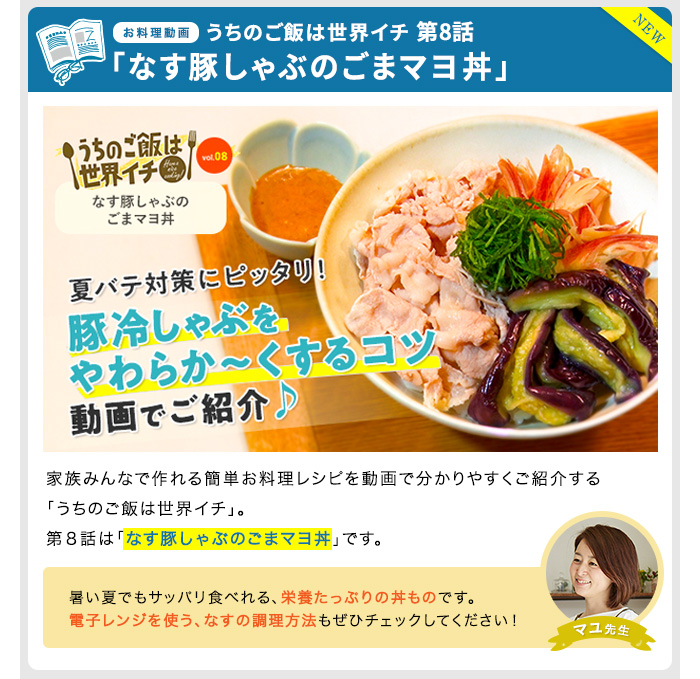 お料理動画 うちのご飯は世界イチ 第8話
「なす豚しゃぶのごまマヨ丼」
NEW
うちのご飯は
世界イチ
vol.08
なす豚しゃぶの
ごまマヨ丼
夏バテ対策にピッタリ!
豚冷しゃぶを
やわらか～くするコツ
動画でご紹介♪
家族みんなで作れる簡単お料理レシピを動画で分かりやすくご紹介する
「うちのご飯は世界イチ」。
第8話は「なす豚しゃぶのごまマヨ丼」です。
暑い夏でもサッパリ食べれる、栄養たっぷりの丼ものです。
電子レンジを使う、なすの調理方法もぜひチェックしてください!
マユ先生